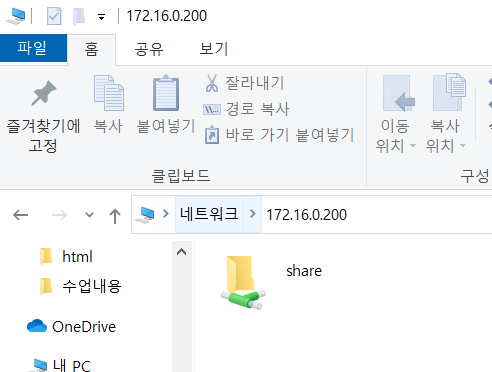 172.16.0.200
파일 홈 공유 보기
즐겨찾기에 고정
복사
붙여넣기
잘라내기
경로 복사
바로 가기 붙여넣기
클립보드
이동 위치
복사 위치
구성
네트워크 172.16.0.200
html
수업내용
OneDrive
내 PC
share